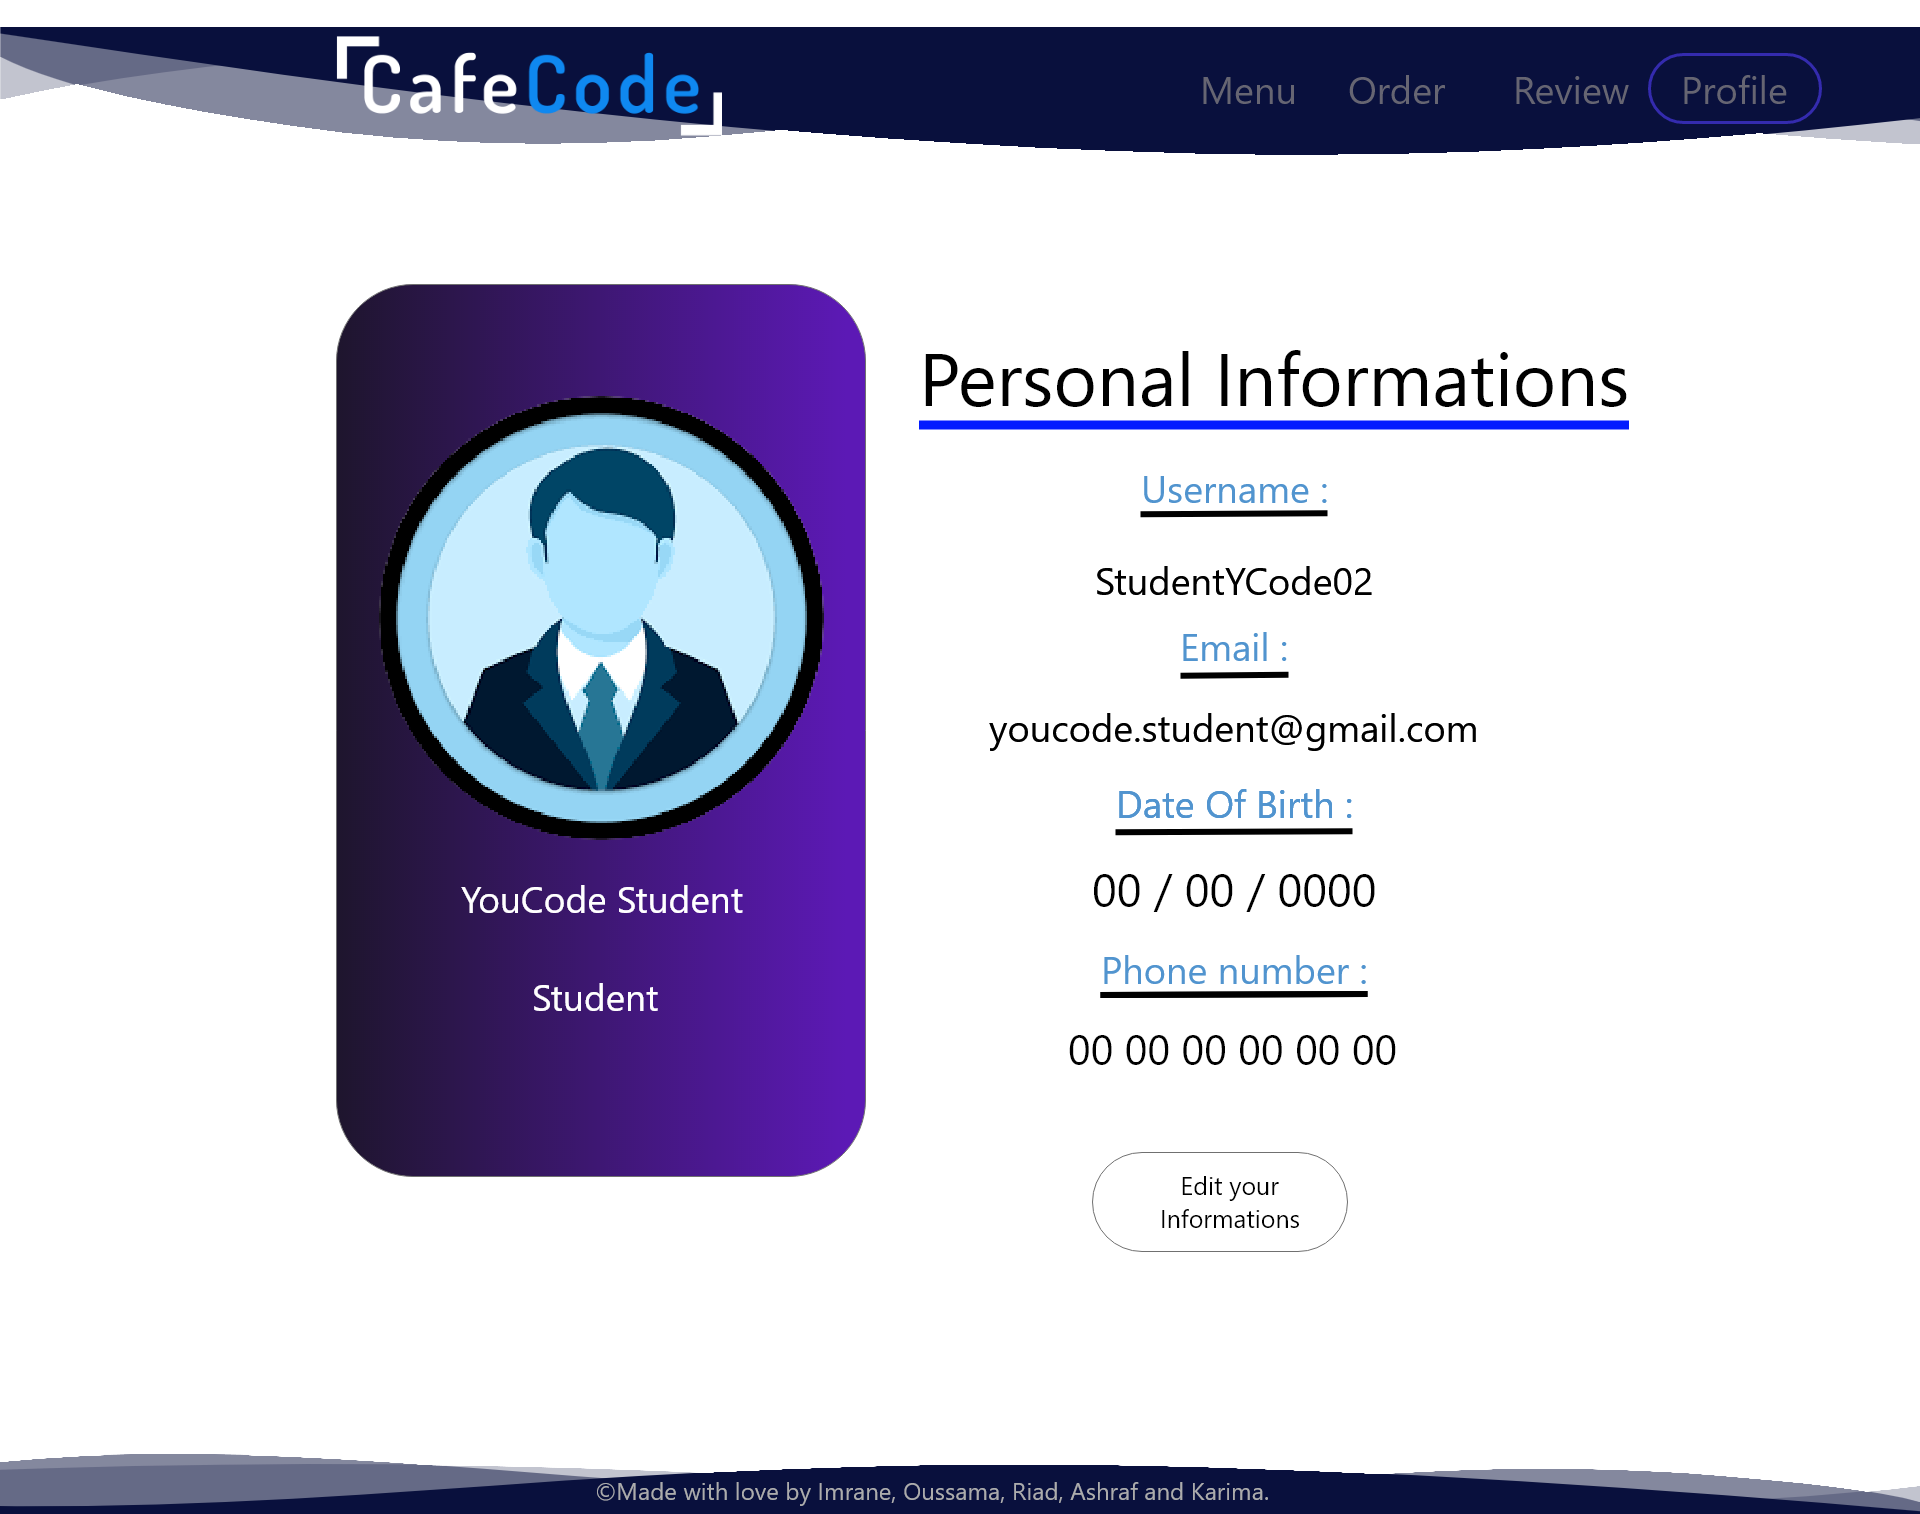 CafeCode
Menu Order Review Profile
Personal Informations
Username :
StudentYCode02
Email :
youcode.student@gmail.com
Date Of Birth :
00 / 00 / 0000
Phone number :
00 00 00 00 00 00
YouCode Student
Student
Edit your
Informations
©Made with love by Imrane, Oussama, Riad, Ashraf and Karima.